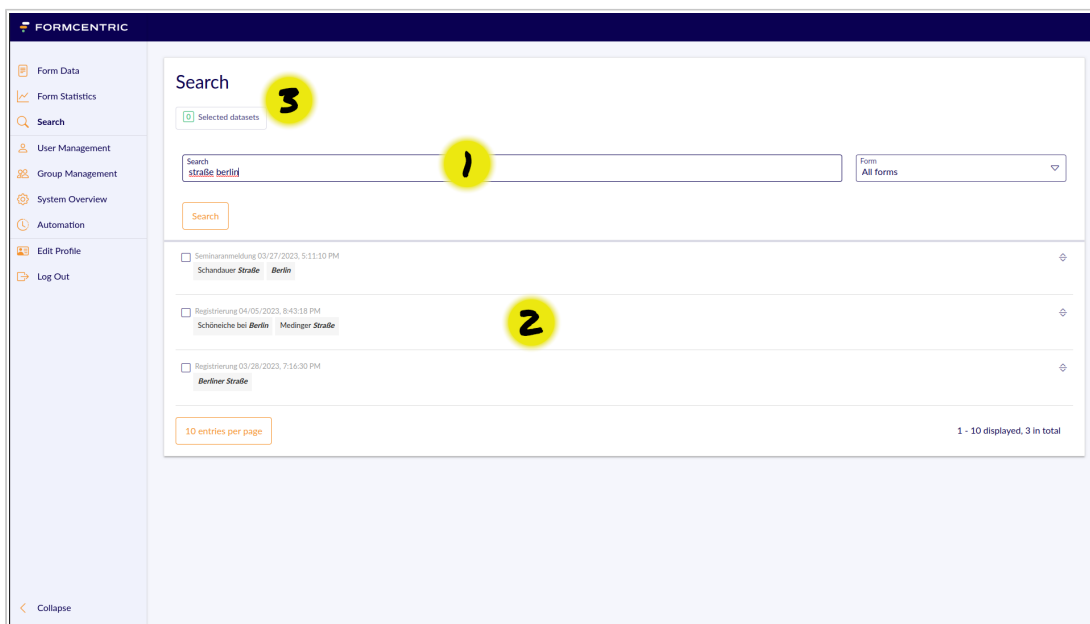 FORMCENTRIC
Form Data
Form Statistics
Search
User Management
Group Management
System Overview
Automation
Edit Profile
Log Out
Collapse
Search
3
0 Selected datasets
Search
straße berlin
1
Form
All forms
Search
Seminaranmeldung 03/27/2023, 5:11:10 PM
Schandauer Straße Berlin
Registrierung 04/05/2023, 8:43:18 PM
Schöneiche bei Berlin Medinger Straße
2
Registrierung 03/28/2023, 7:16:30 PM
Berliner Straße
10 entries per page
1 - 10 displayed, 3 in total